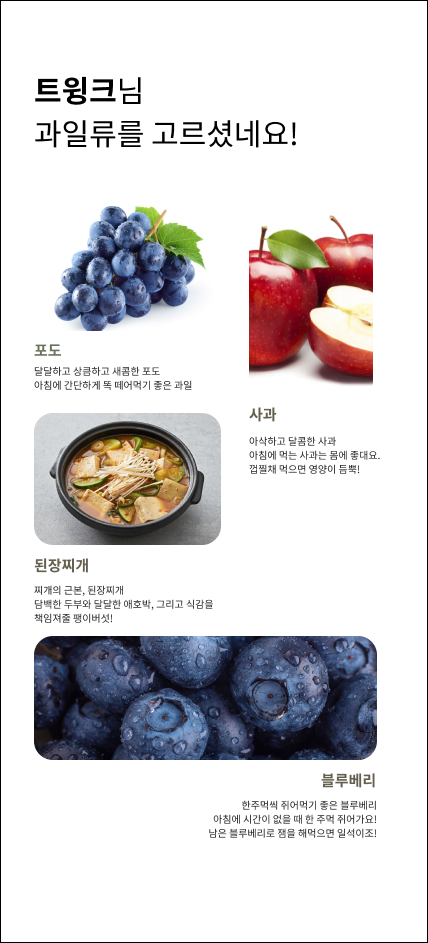 트윙크님
과일류를 고르셨네요!
포도
달달하고 상큼하고 새콤한 포도
아침에 간단하게 똑 떼어먹기 좋은 과일
사과
아삭하고 달콤한 사과
아침에 먹는 사과는 몸에 좋대요.
껍찔채 먹으면 영양이 듬뿍!
된장찌개
찌개의 근본, 된장찌개
담백한 두부와 달달한 애호박, 그리고 식감을
책임져줄 팽이버섯!
블루베리
한주먹씩 쥐어먹기 좋은 블루베리
아침에 시간이 없을 때 한 주먹 쥐어가요!
남은 블루베리로 잼을 해먹으면 일석이조!